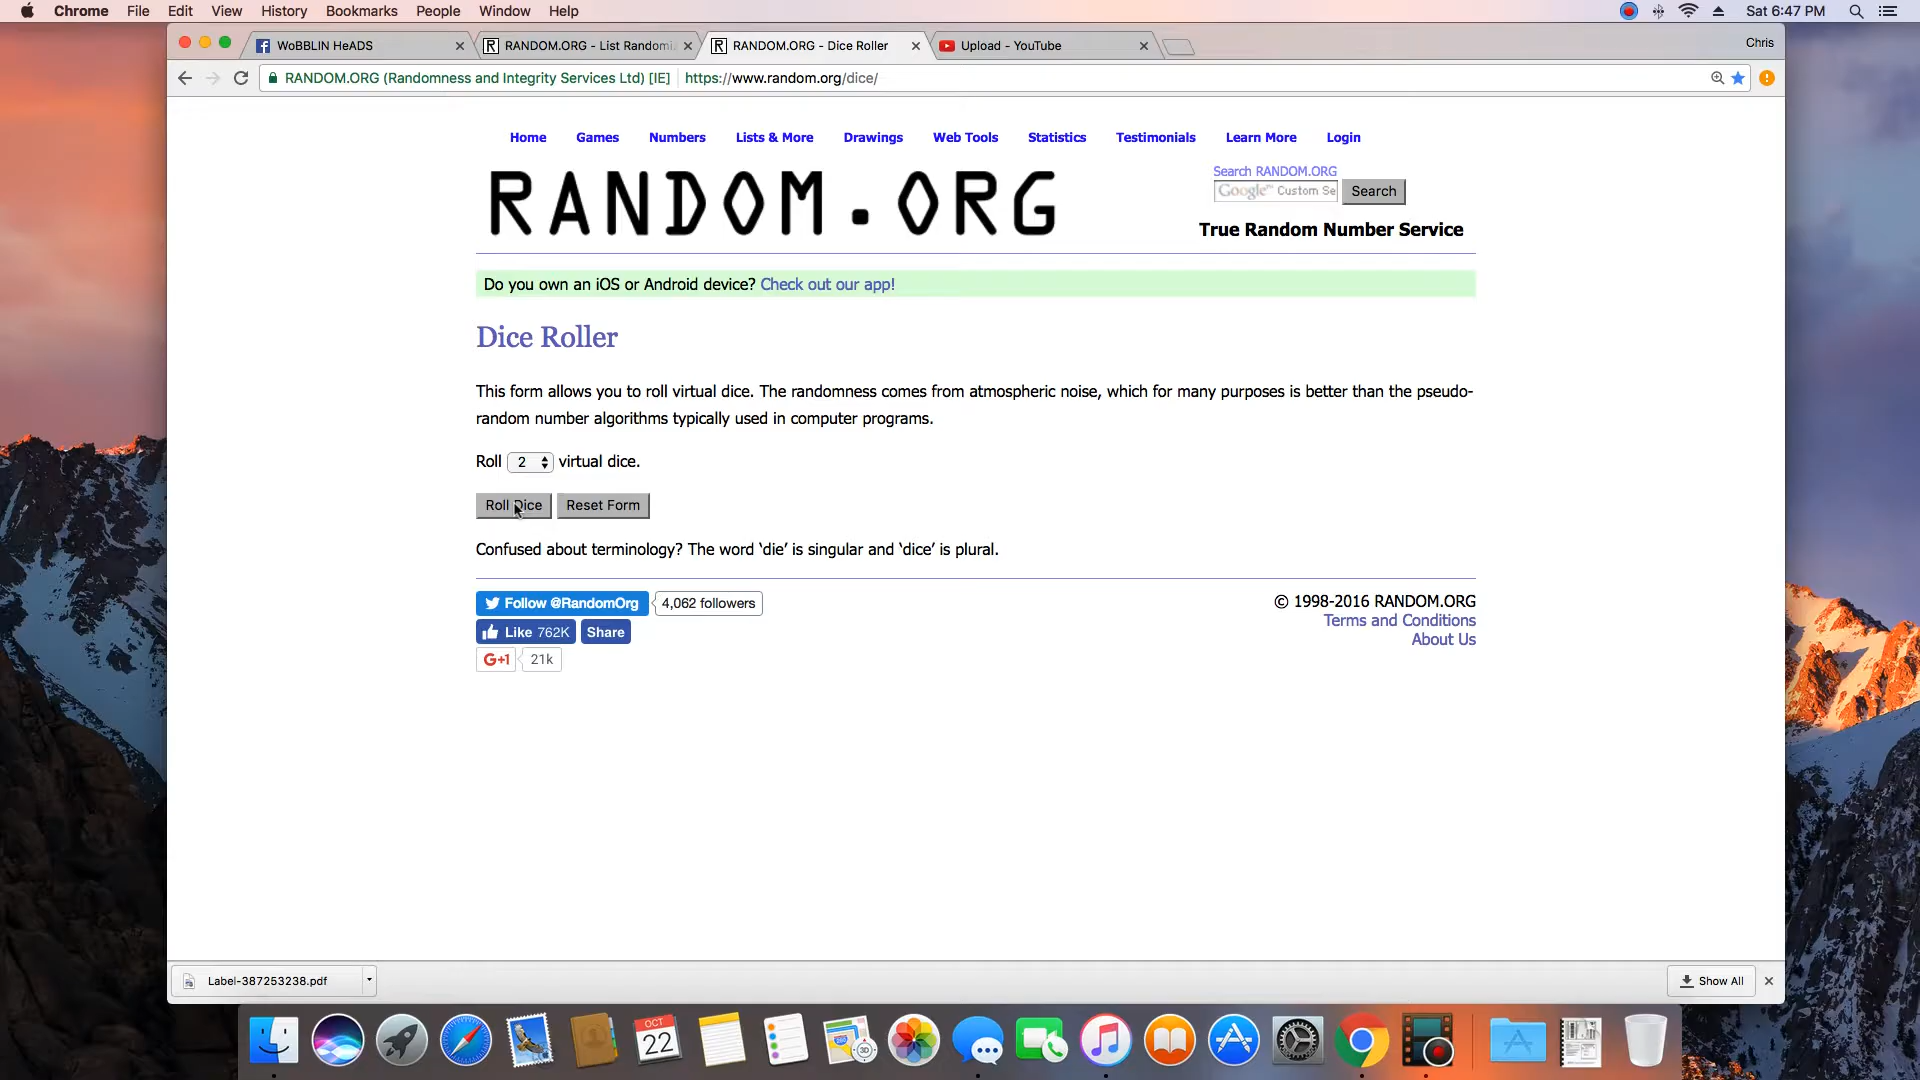 Chrome File Edit View History Bookmarks People Window Help
Sat 6:47 PM
WoBBLIN HeADS
RANDOM.ORG - List Randomi
RANDOM.ORG - Dice Roller
Upload - YouTube
Chris
RANDOM.ORG (Randomness and Integrity Services Ltd) [IE]
https://www.random.org/dice/
Home Games Numbers Lists & More Drawings Web Tools Statistics Testimonials Learn More Login
RANDOM.ORG
Search RANDOM.ORG
Google™ Custom Se
Search
True Random Number Service
Do you own an iOS or Android device? Check out our app!
Dice Roller
This form allows you to roll virtual dice. The randomness comes from atmospheric noise, which for many purposes is better than the pseudo-
random number algorithms typically used in computer programs.
Roll 2 virtual dice.
Roll Dice Reset Form
Confused about terminology? The word ‘die’ is singular and ‘dice’ is plural.
Follow @RandomOrg 4,062 followers
Like 762K Share
G+1 21k
© 1998-2016 RANDOM.ORG
Terms and Conditions
About Us
Label-387253238.pdf
Show All
OCT
22
3D